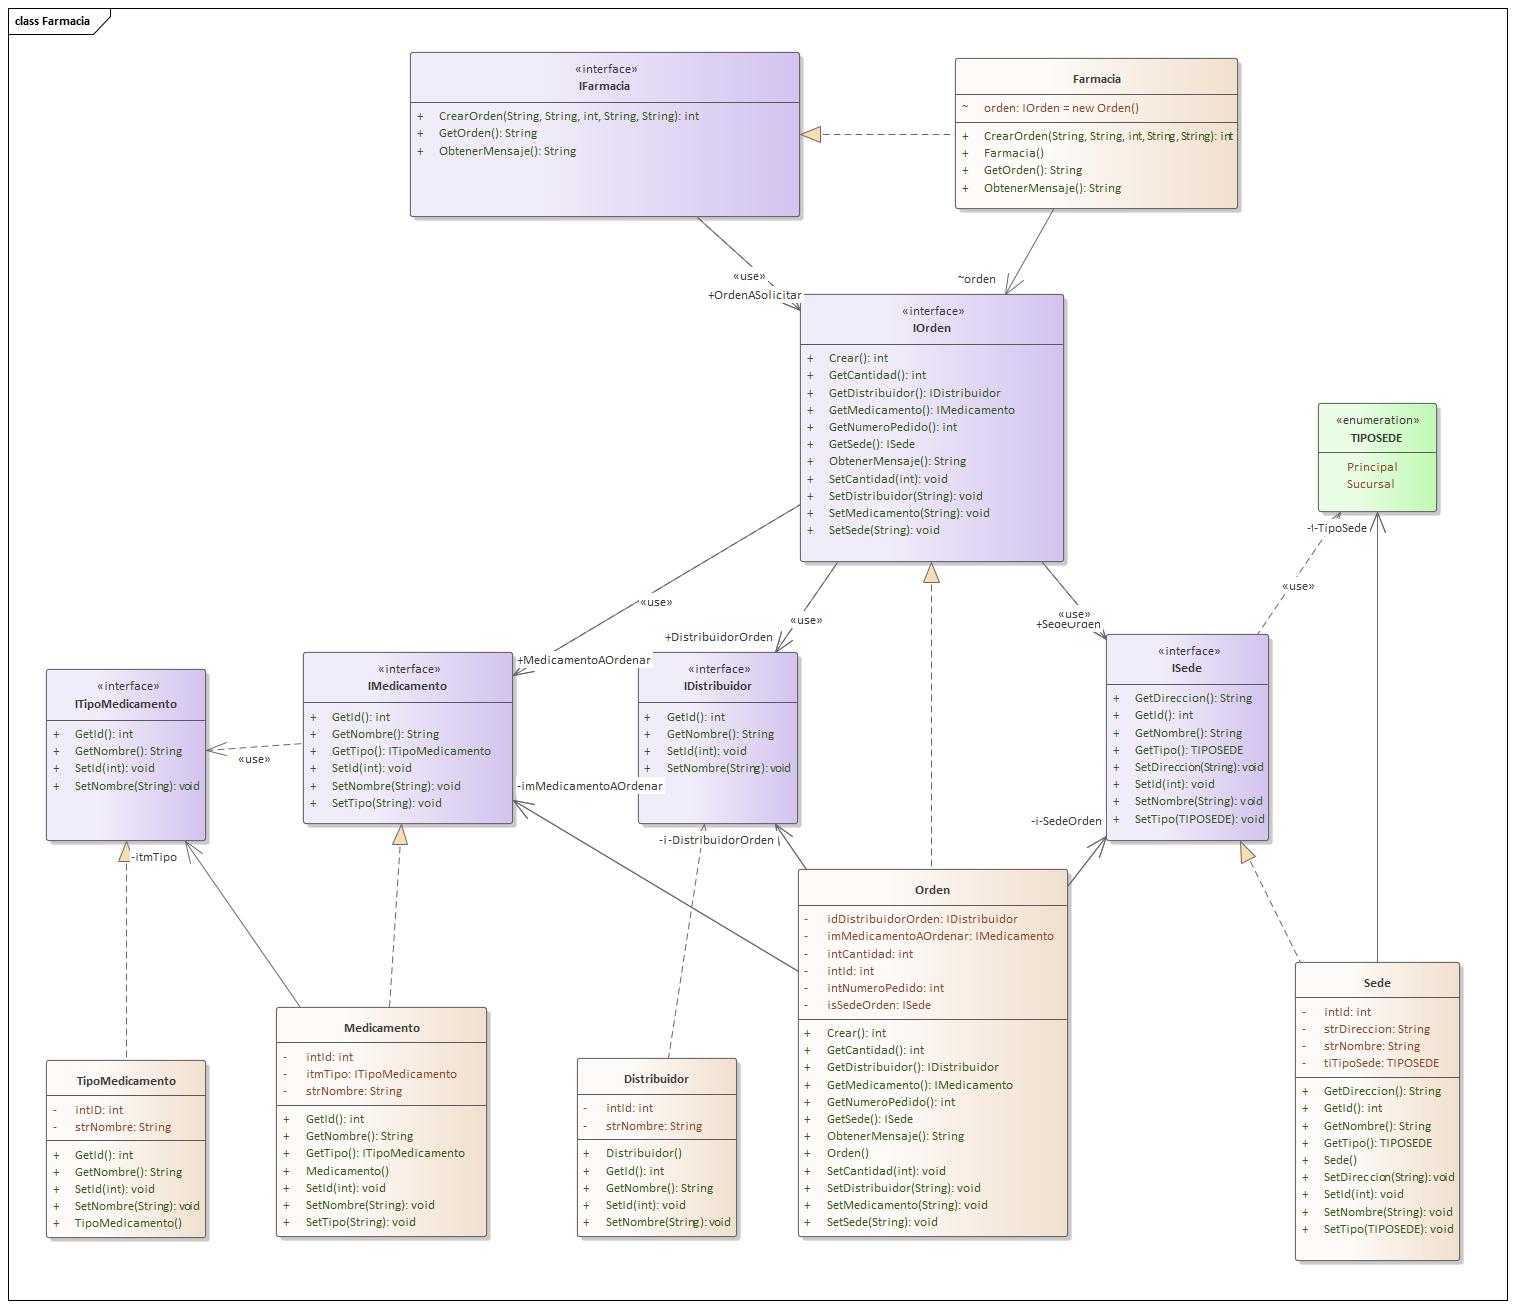 class Farmacia
«interface»
IFarmacia
+ CrearOrden(String, String, int, String, String): int
+ GetOrden(): String
+ ObtenerMensaje(): String
Farmacia
~ orden: IOrden = new Orden()
+ CrearOrden(String, String, int, String, String): int
+ Farmacia()
+ GetOrden(): String
+ ObtenerMensaje(): String
«use»
+OrdenASolicitar
~orden
«interface»
IOrden
+ Crear(): int
+ GetCantidad(): int
+ GetDistribuidor(): IDistribuidor
+ GetMedicamento(): IMedicamento
+ GetNumeroPedido(): int
+ GetSede(): ISede
+ ObtenerMensaje(): String
+ SetCantidad(int): void
+ SetDistribuidor(String): void
+ SetMedicamento(String): void
+ SetSede(String): void
«enumeration»
TIPOSEDE
Principal
Sucursal
-t-TipoSede
«use»
«use»
«use»
«use»
+SedeOrden
+DistribuidorOrden
+MedicamentoAOrdenar
«interface»
ITipoMedicamento
+ GetId(): int
+ GetNombre(): String
+ SetId(int): void
+ SetNombre(String): void
«use»
«interface»
IMedicamento
+ GetId(): int
+ GetNombre(): String
+ GetTipo(): ITipoMedicamento
+ SetId(int): void
+ SetNombre(String): void
+ SetTipo(String): void
«interface»
IDistribuidor
+ GetId(): int
+ GetNombre(): String
+ SetId(int): void
+ SetNombre(String): void
«interface»
ISede
+ GetDireccion(): String
+ GetId(): int
+ GetNombre(): String
+ GetTipo(): TIPOSEDE
+ SetDireccion(String): void
+ SetId(int): void
+ SetNombre(String): void
+ SetTipo(TIPOSEDE): void
-imMedicamentoAOrdenar
-i-DistribuidorOrden
-i-SedeOrden
-itmTipo
TipoMedicamento
- intID: int
- strNombre: String
+ GetId(): int
+ GetNombre(): String
+ SetId(int): void
+ SetNombre(String): void
+ TipoMedicamento()
Medicamento
- intId: int
- itmTipo: ITipoMedicamento
- strNombre: String
+ GetId(): int
+ GetNombre(): String
+ GetTipo(): ITipoMedicamento
+ Medicamento()
+ SetId(int): void
+ SetNombre(String): void
+ SetTipo(String): void
Distribuidor
- intId: int
- strNombre: String
+ Distribuidor()
+ GetId(): int
+ GetNombre(): String
+ SetId(int): void
+ SetNombre(String): void
Orden
- idDistribuidorOrden: IDistribuidor
- imMedicamentoAOrdenar: IMedicamento
- intCantidad: int
- intId: int
- intNumeroPedido: int
- isSedeOrden: ISede
+ Crear(): int
+ GetCantidad(): int
+ GetDistribuidor(): IDistribuidor
+ GetMedicamento(): IMedicamento
+ GetNumeroPedido(): int
+ GetSede(): ISede
+ ObtenerMensaje(): String
+ Orden()
+ SetCantidad(int): void
+ SetDistribuidor(String): void
+ SetMedicamento(String): void
+ SetSede(String): void
Sede
- intId: int
- strDireccion: String
- strNombre: String
- tiTipoSede: TIPOSEDE
+ GetDireccion(): String
+ GetId(): int
+ GetNombre(): String
+ GetTipo(): TIPOSEDE
+ Sede()
+ SetDireccion(String): void
+ SetId(int): void
+ SetNombre(String): void
+ SetTipo(TIPOSEDE): void